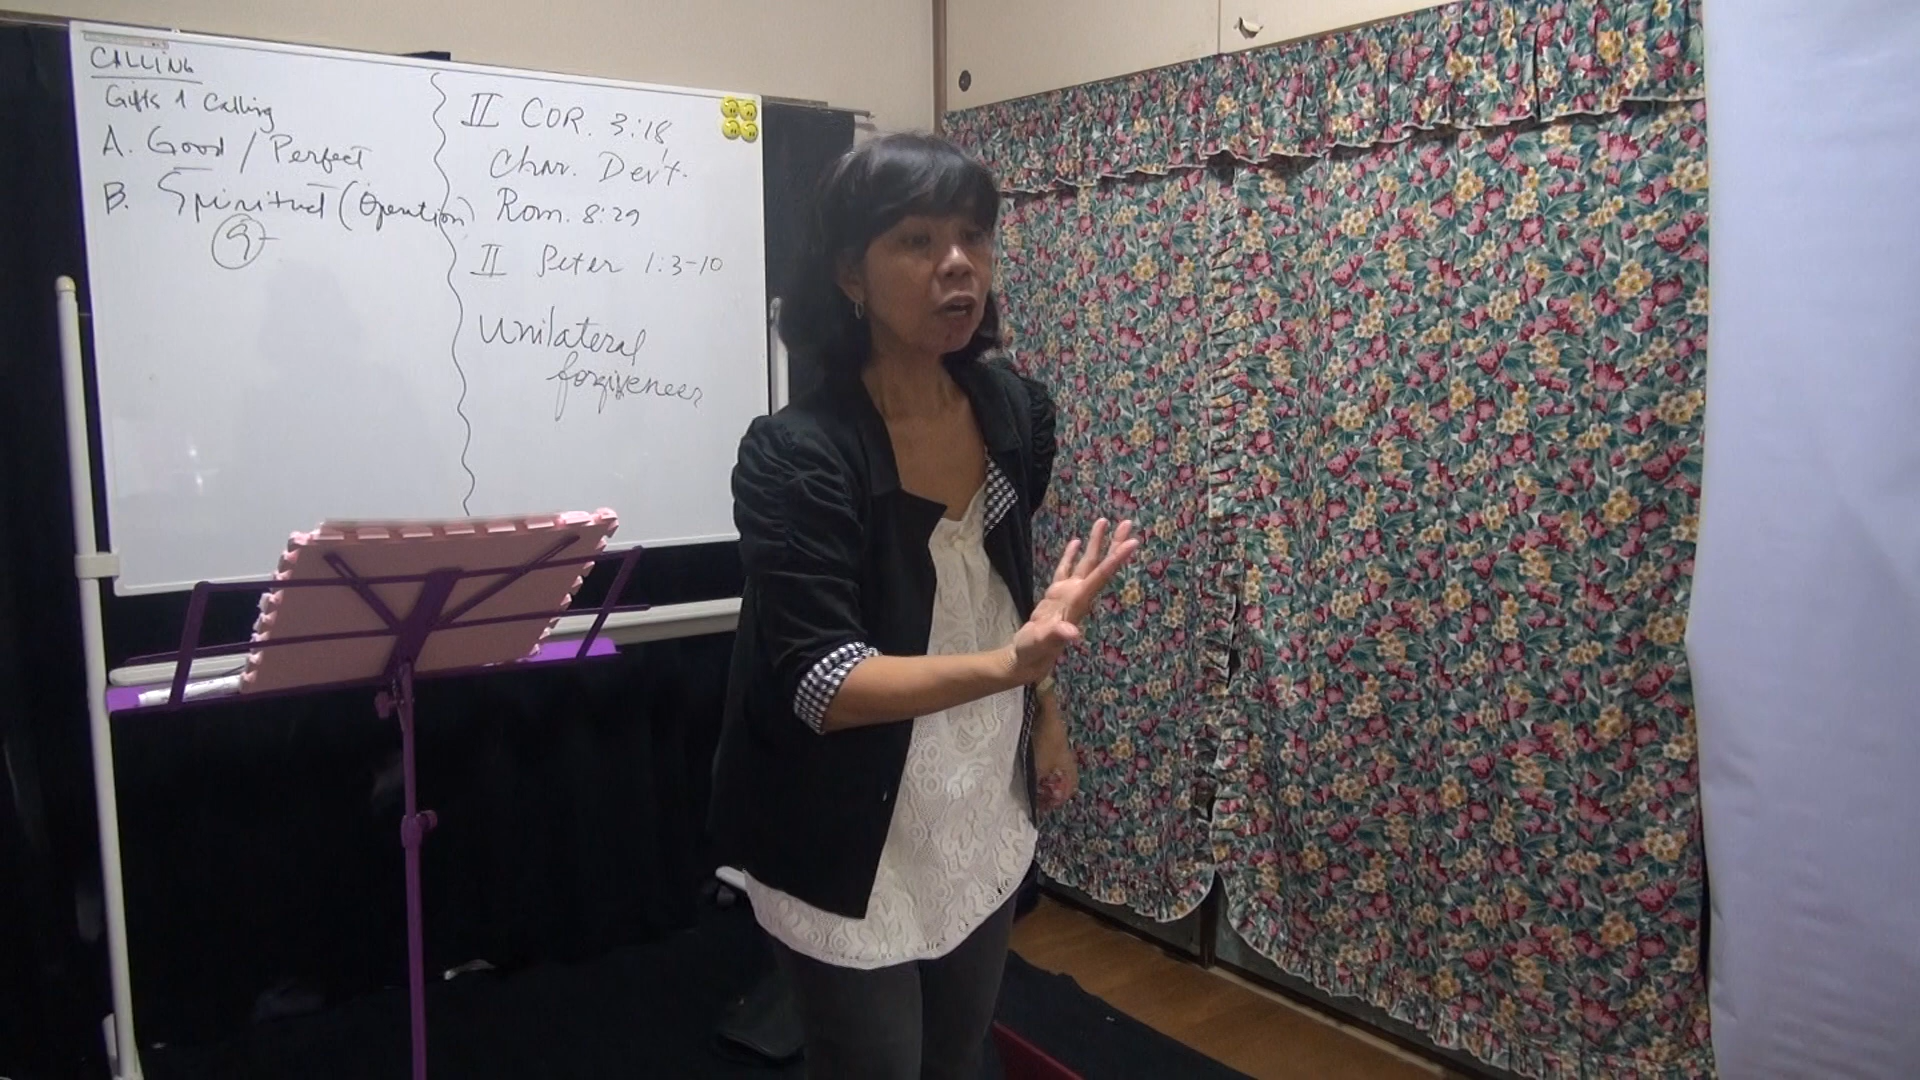 CALLING
Gifts & Calling
A. Good / Perfect
B. Spiritual (Operation)
9
II COR. 3:18
Char. Dev't.
Rom. 8:29
II Peter 1:3-10
Unilateral
forgiveness